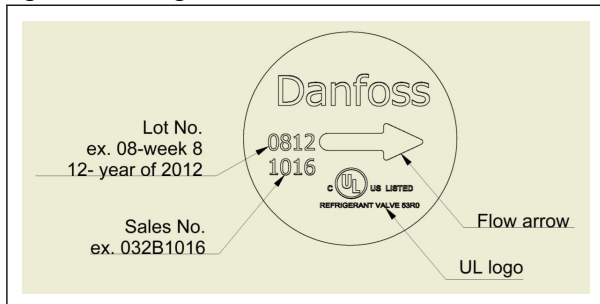 Danfoss
Lot No.
ex. 08-week 8
12- year of 2012
0812
1016
C UL US LISTED
REFRIGERANT VALVE 53R0
Sales No.
ex. 032B1016
Flow arrow
UL logo